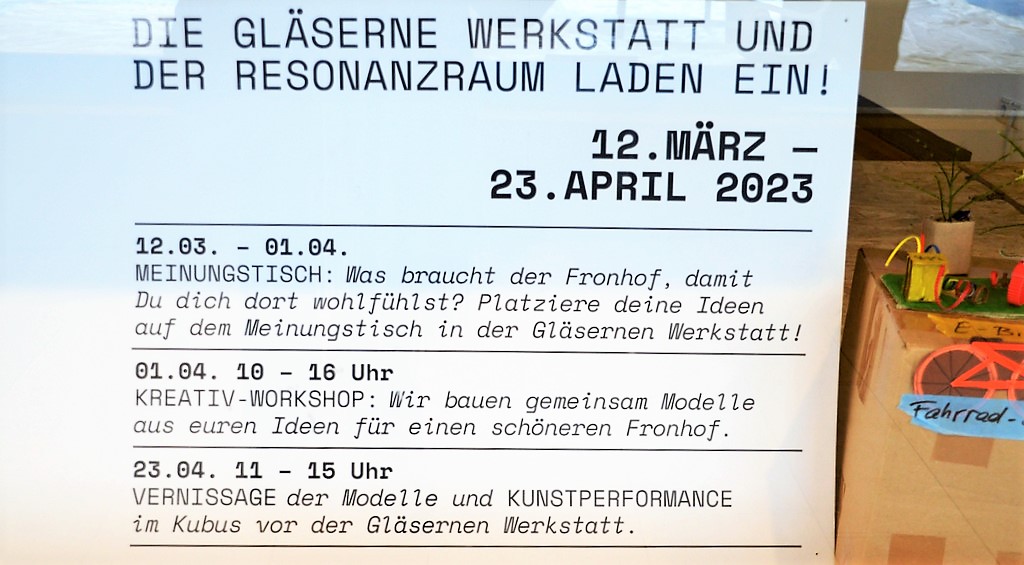 DIE GLÄSERNE WERKSTATT UND
DER RESONANZRAUM LADEN EIN!
12.MÄRZ –
23.APRIL 2023
12.03. – 01.04.
MEINUNGSTISCH: Was braucht der Fronhof, damit
Du dich dort wohlfühlst? Platziere deine Ideen
auf dem Meinungstisch in der Gläsernen Werkstatt!
01.04. 10 – 16 Uhr
KREATIV-WORKSHOP: Wir bauen gemeinsam Modelle
aus euren Ideen für einen schöneren Fronhof.
23.04. 11 – 15 Uhr
VERNISSAGE der Modelle und KUNSTPERFORMANCE
im Kubus vor der Gläsernen Werkstatt.
E-Bi
Fahrrad-